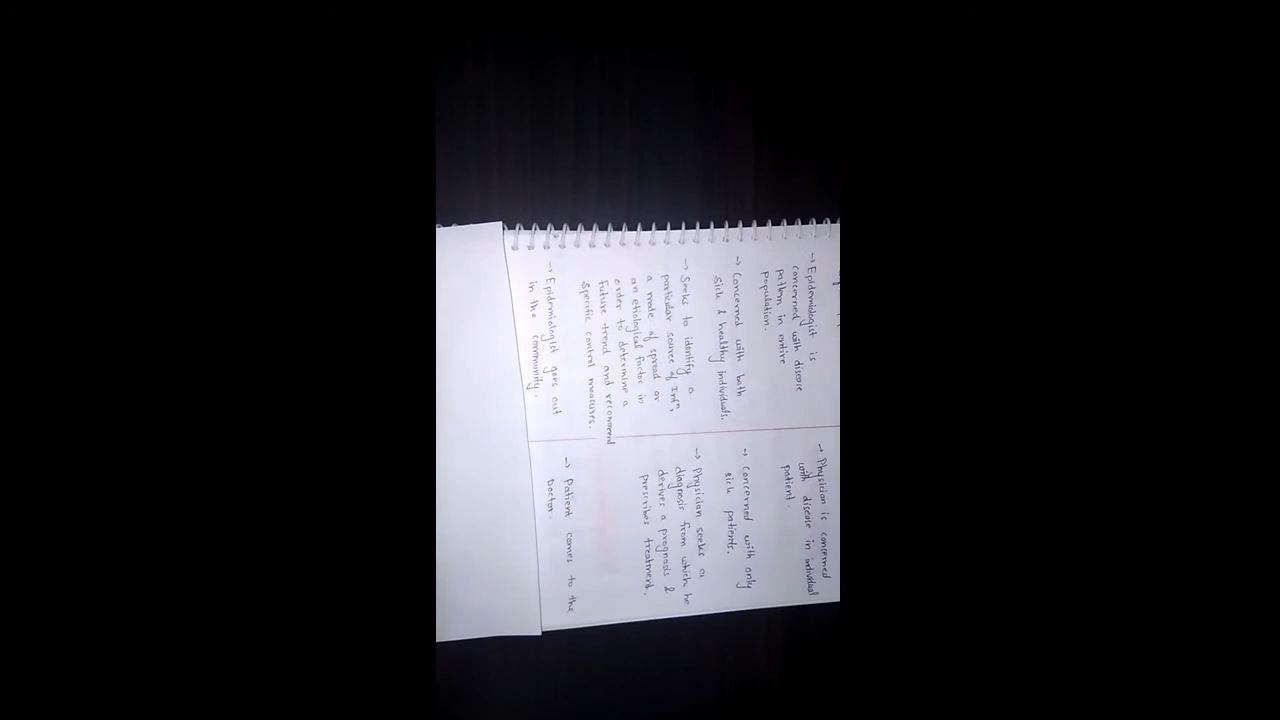 → Epidemiologist is
concerned with disease
pattern in entire
population.
→ Concerned with both
sick & healthy individuals.
→ Seeks to identify a
particular source of Infn,
a mode of spread or
an etiological factor in
order to determine a
future trend and recommend
specific control measures.
→ Epidemiologist goes out
in the community.
→ Physician is concerned
with disease in individual
patient.
→ Concerned with only
sick patients.
→ Physician seeks a
diagnosis from which he
derives a prognosis &
prescribes treatment.
→ Patient comes to the
Doctor.